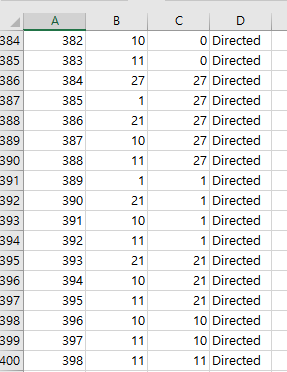 A B C D
384 382 10 0 Directed
385 383 11 0 Directed
386 384 27 27 Directed
387 385 1 27 Directed
388 386 21 27 Directed
389 387 10 27 Directed
390 388 11 27 Directed
391 389 1 1 Directed
392 390 21 1 Directed
393 391 10 1 Directed
394 392 11 1 Directed
395 393 21 21 Directed
396 394 10 21 Directed
397 395 11 21 Directed
398 396 10 10 Directed
399 397 11 10 Directed
400 398 11 11 Directed